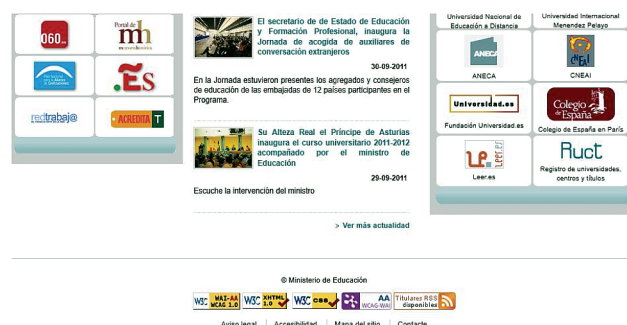 060.es
Portal de
mh
.Es
redtrabaj@
ACREDITA T
El secretario de de Estado de Educación
y Formación Profesional, inaugura la
Jornada de acogida de auxiliares de
conversación extranjeros
30-09-2011
En la Jornada estuvieron presentes los agregados y consejeros
de educación de las embajadas de 12 países participantes en el
Programa.
Su Alteza Real el Príncipe de Asturias
inaugura el curso universitario 2011-2012
acompañado por el ministro de
Educación
29-09-2011
Escuche la intervención del ministro
> Ver más actualidad
Universidad Nacional de
Educación a Distancia
Universidad Internacional
Menendez Pelayo
ANECA
ANECA
CNEAI
Universidad.es
Fundación Universidad.es
Colegio
de España
Colegio de España en París
leer.es
Leer.es
Ruct
Registro de universidades,
centros y títulos
© Ministerio de Educación
W3C WAI-AA
WCAG 1.0
W3C XHTML
1.0
W3C css
AA
WCAG-WAI
Titulares RSS
disponibles
Aviso legal | Accesibilidad | Mapa del sitio | Contacte